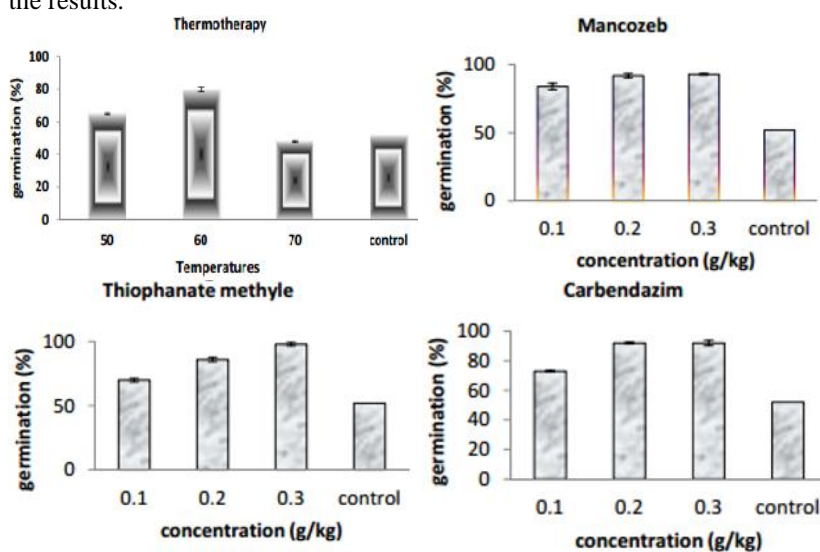 the results.
Thermotherapy
germination (%)
100
80
60
40
20
0
50 60 70 control
Temperatures
Mancozeb
germination (%)
100
50
0
0.1 0.2 0.3 control
concentration (g/kg)
Thiophanate methyle
germination (%)
100
50
0
0.1 0.2 0.3 control
concentration (g/kg)
Carbendazim
germination (%)
100
80
60
40
20
0
0.1 0.2 0.3 control
concentration (g/kg)